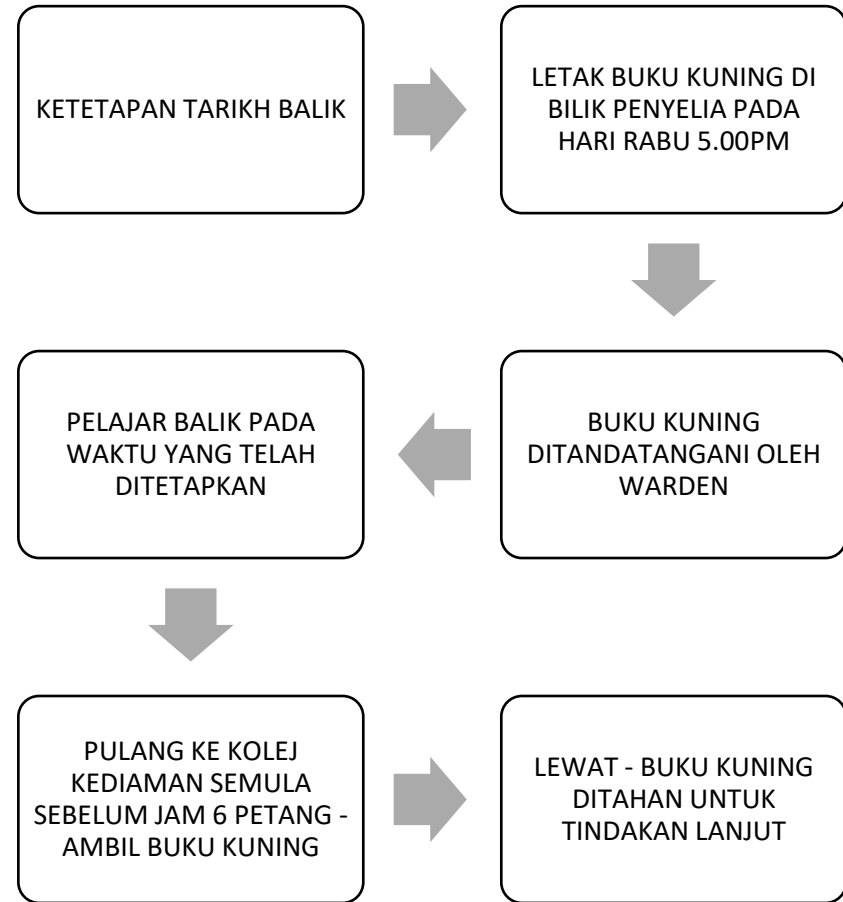 KETETAPAN TARIKH BALIK
LETAK BUKU KUNING DI
BILIK PENYELIA PADA
HARI RABU 5.00PM
BUKU KUNING
DITANDATANGANI OLEH
WARDEN
PELAJAR BALIK PADA
WAKTU YANG TELAH
DITETAPKAN
PULANG KE KOLEJ
KEDIAMAN SEMULA
SEBELUM JAM 6 PETANG -
AMBIL BUKU KUNING
LEWAT - BUKU KUNING
DITAHAN UNTUK
TINDAKAN LANJUT